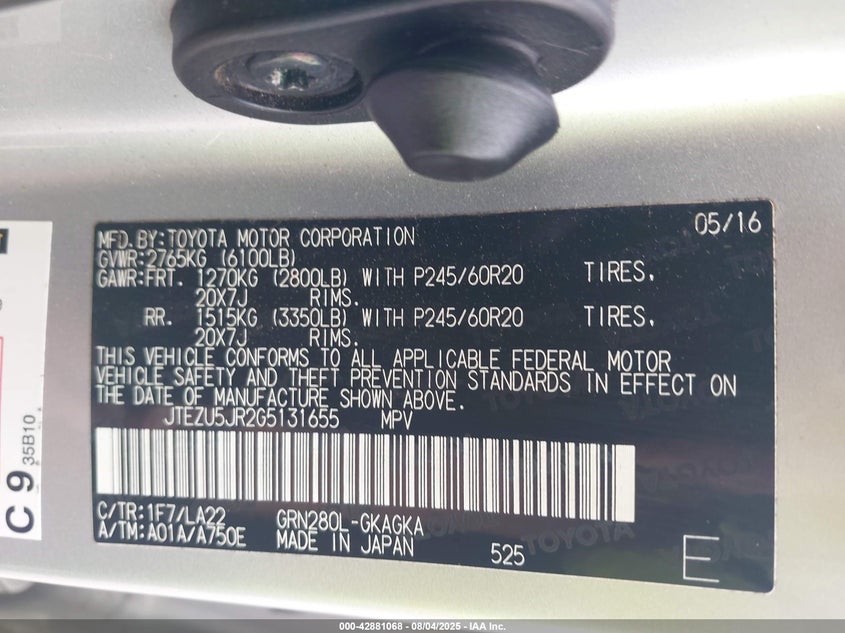 MFD.BY:TOYOTA MOTOR CORPORATION 05/16
GVWR:2765KG (6100LB)
GAWR:FRT. 1270KG (2800LB) WITH P245/60R20 TIRES,
20X7J RIMS.
RR. 1515KG (3350LB) WITH P245/60R20 TIRES,
20X7J RIMS.
THIS VEHICLE CONFORMS TO ALL APPLICABLE FEDERAL MOTOR
VEHICLE SAFETY AND THEFT PREVENTION STANDARDS IN EFFECT ON
THE DATE OF MANUFACTURE SHOWN ABOVE.
JTEZU5JR2G5131655 MPV
C/TR:1F7/LA22 GRN280L-GKAGKA
A/TM:A01A/A750E MADE IN JAPAN 525 E
TOYOTA
C 9
35B10
000-42881068 - 08/04/2025 - IAA Inc.